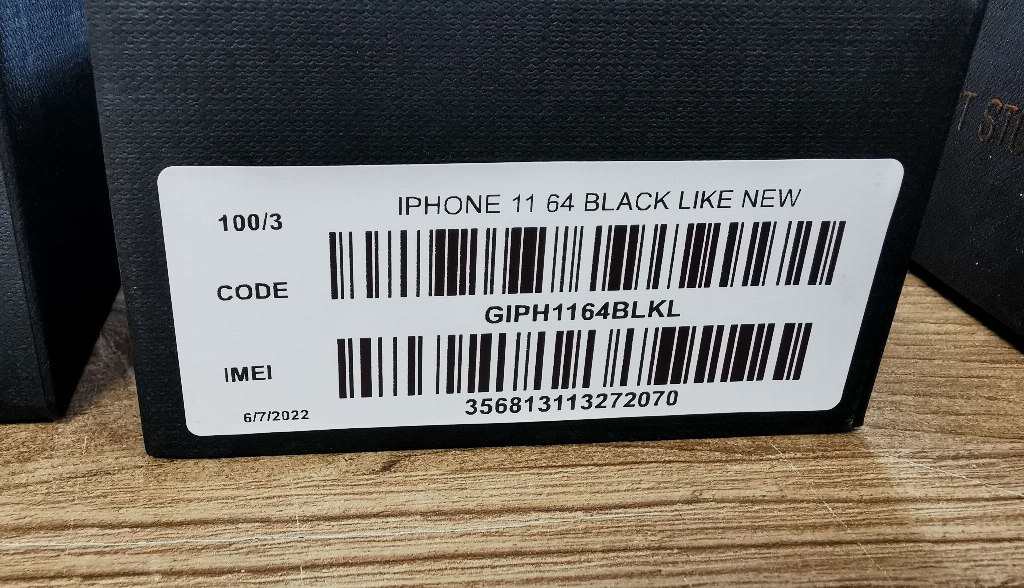 IPHONE 11 64 BLACK LIKE NEW
100/3
CODE
GIPH1164BLKL
IMEI
356813113272070
6/7/2022
T